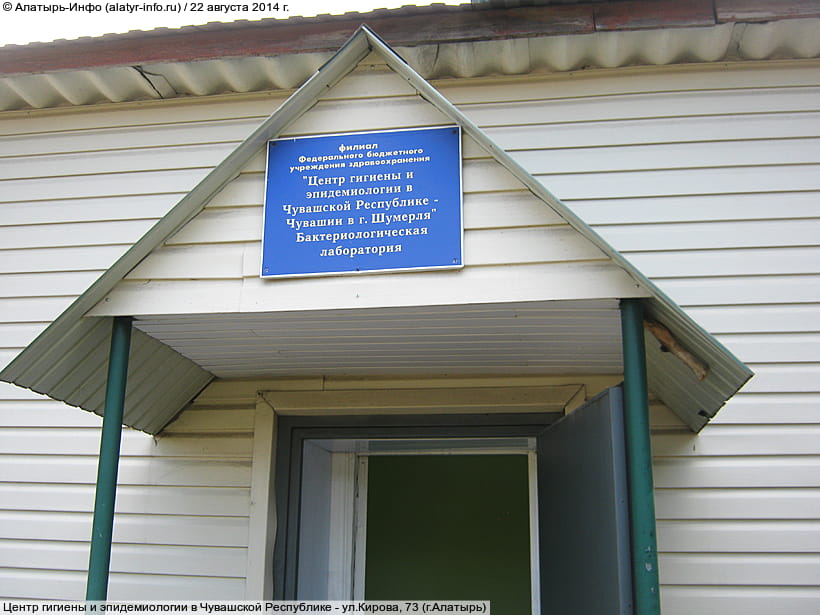 © Алатырь-Инфо (alatyr-info.ru) / 22 августа 2014 г.
филиал
Федерального бюджетного
учреждения здравоохранения
"Центр гигиены и
эпидемиологии в
Чувашской Республике -
Чувашии в г. Шумерля"
Бактериологическая
лаборатория
Центр гигиены и эпидемиологии в Чувашской Республике - ул.Кирова, 73 (г.Алатырь)